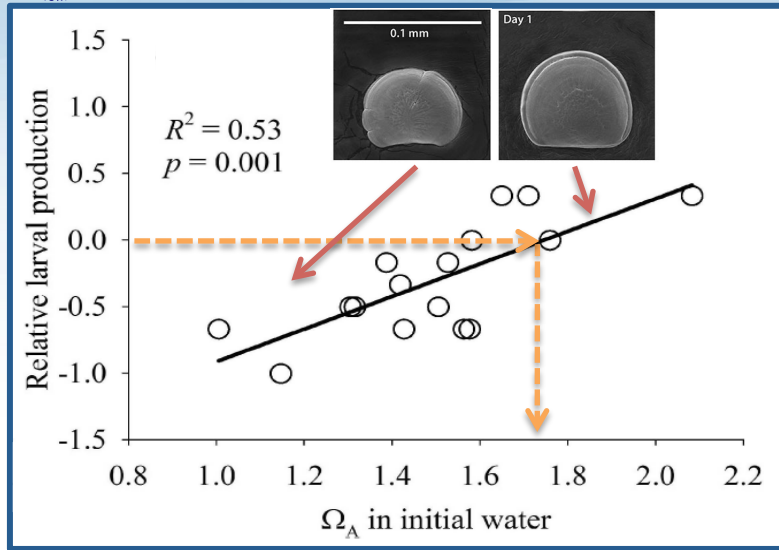 0.1 mm
Day 1
R² = 0.53
p = 0.001
Relative larval production
1.5
1.0
0.5
0.0
-0.5
-1.0
-1.5
0.8 1.0 1.2 1.4 1.6 1.8 2.0 2.2
Ω_A in initial water